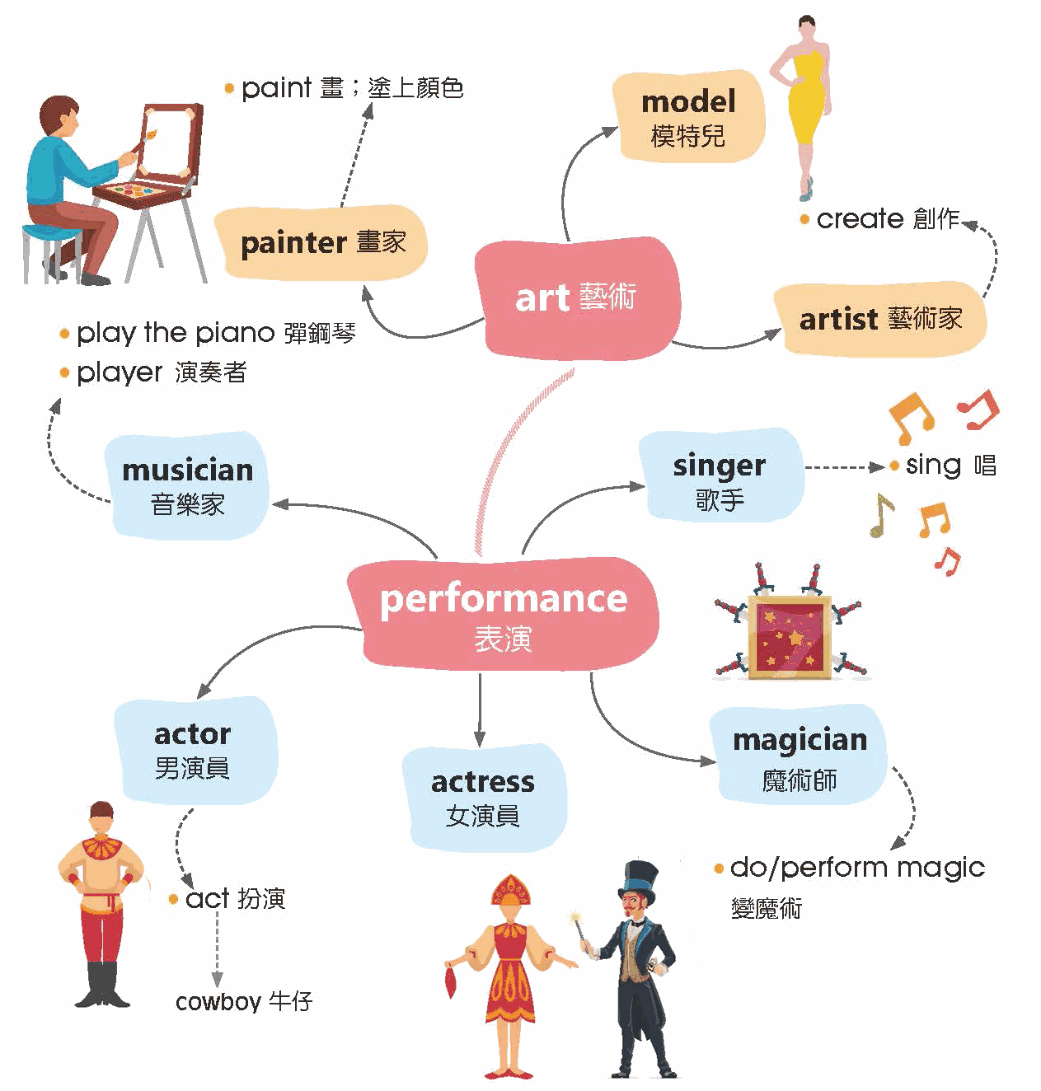 paint 畫；塗上顏色
model
模特兒
create 創作
painter 畫家
art 藝術
artist 藝術家
play the piano 彈鋼琴
player 演奏者
musician
音樂家
singer
歌手
sing 唱
performance
表演
actor
男演員
actress
女演員
magician
魔術師
do/perform magic
變魔術
act 扮演
cowboy 牛仔